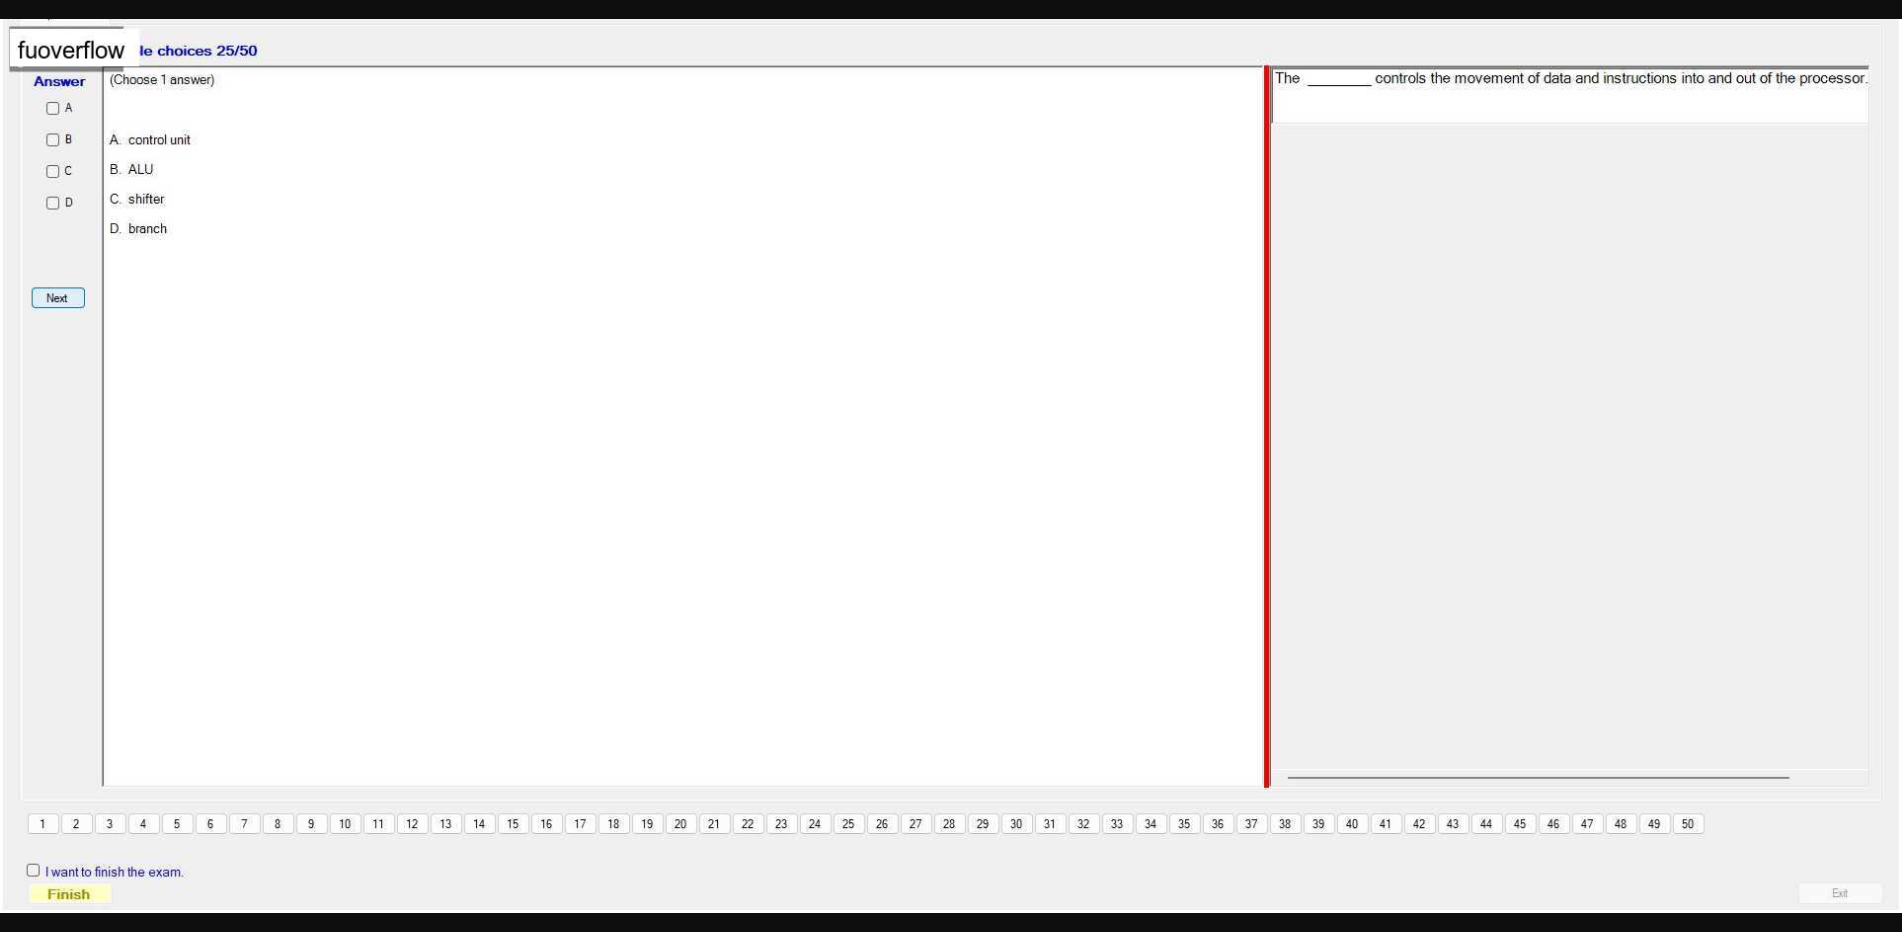 fuoverflow
le choices 25/50
Answer
(Choose 1 answer)
The ________ controls the movement of data and instructions into and out of the processor.
A
B
C
D
A. control unit
B. ALU
C. shifter
D. branch
Next
1 2 3 4 5 6 7 8 9 10 11 12 13 14 15 16 17 18 19 20 21 22 23 24 25 26 27 28 29 30 31 32 33 34 35 36 37 38 39 40 41 42 43 44 45 46 47 48 49 50
I want to finish the exam.
Finish
Exit